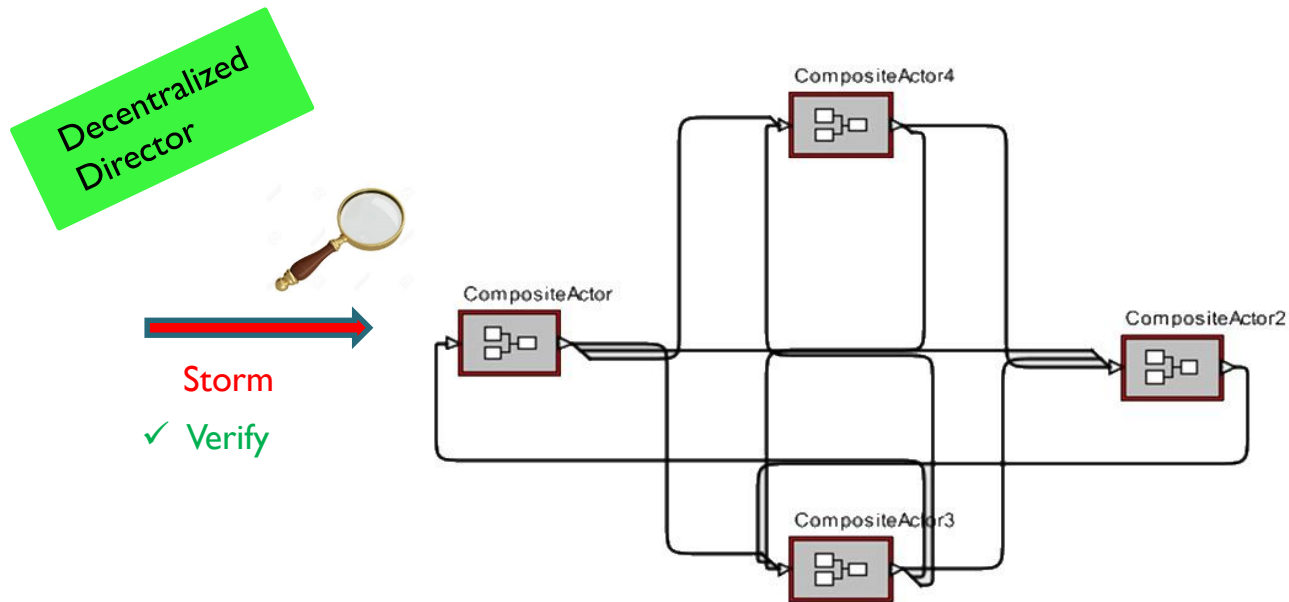 Decentralized
Director
CompositeActor4
CompositeActor
CompositeActor2
Storm
✓ Verify
CompositeActor3